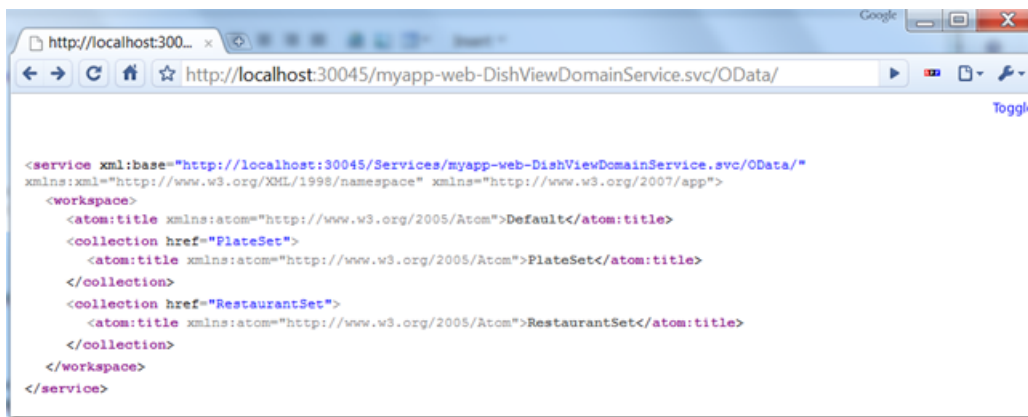 Google
http://localhost:300...
http://localhost:30045/myapp-web-DishViewDomainService.svc/OData/
Toggle
<service xml:base="http://localhost:30045/Services/myapp-web-DishViewDomainService.svc/OData/"
xmlns:xml="http://www.w3.org/XML/1998/namespace" xmlns="http://www.w3.org/2007/app">
<workspace>
<atom:title xmlns:atom="http://www.w3.org/2005/Atom">Default</atom:title>
<collection href="PlateSet">
<atom:title xmlns:atom="http://www.w3.org/2005/Atom">PlateSet</atom:title>
</collection>
<collection href="RestaurantSet">
<atom:title xmlns:atom="http://www.w3.org/2005/Atom">RestaurantSet</atom:title>
</collection>
</workspace>
</service>